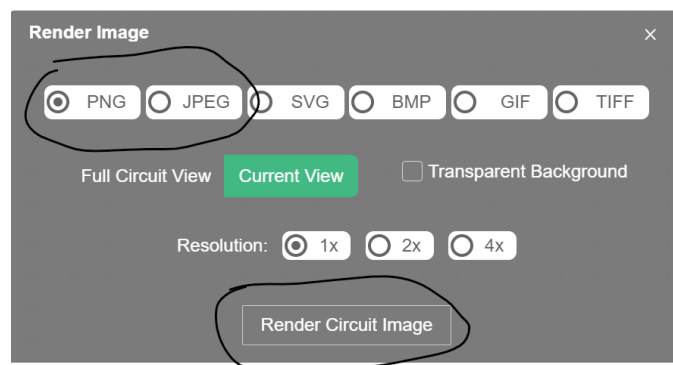 Render Image ×
PNG JPEG SVG BMP GIF TIFF
Full Circuit View Current View Transparent Background
Resolution: 1x 2x 4x
Render Circuit Image